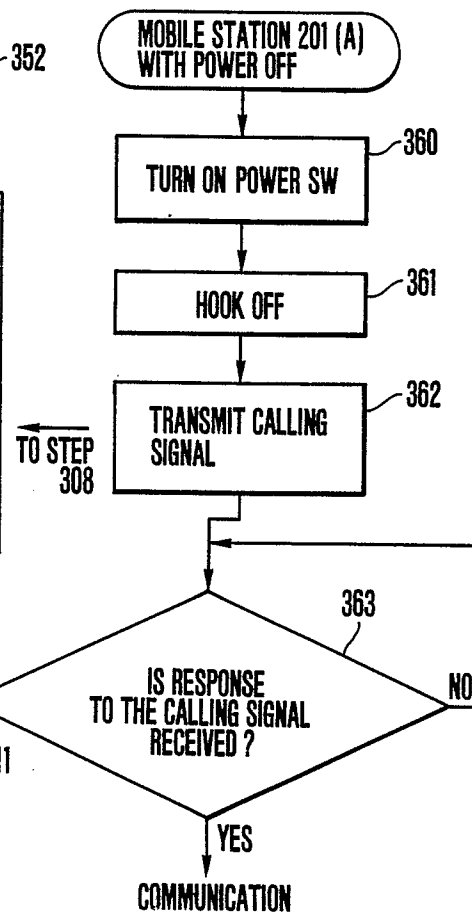 MOBILE STATION 201 (A)
WITH POWER OFF
352
360
TURN ON POWER SW
361
HOOK OFF
362
TRANSMIT CALLING
SIGNAL
TO STEP
308
363
IS RESPONSE
TO THE CALLING SIGNAL
RECEIVED ?
NO
YES
COMMUNICATION